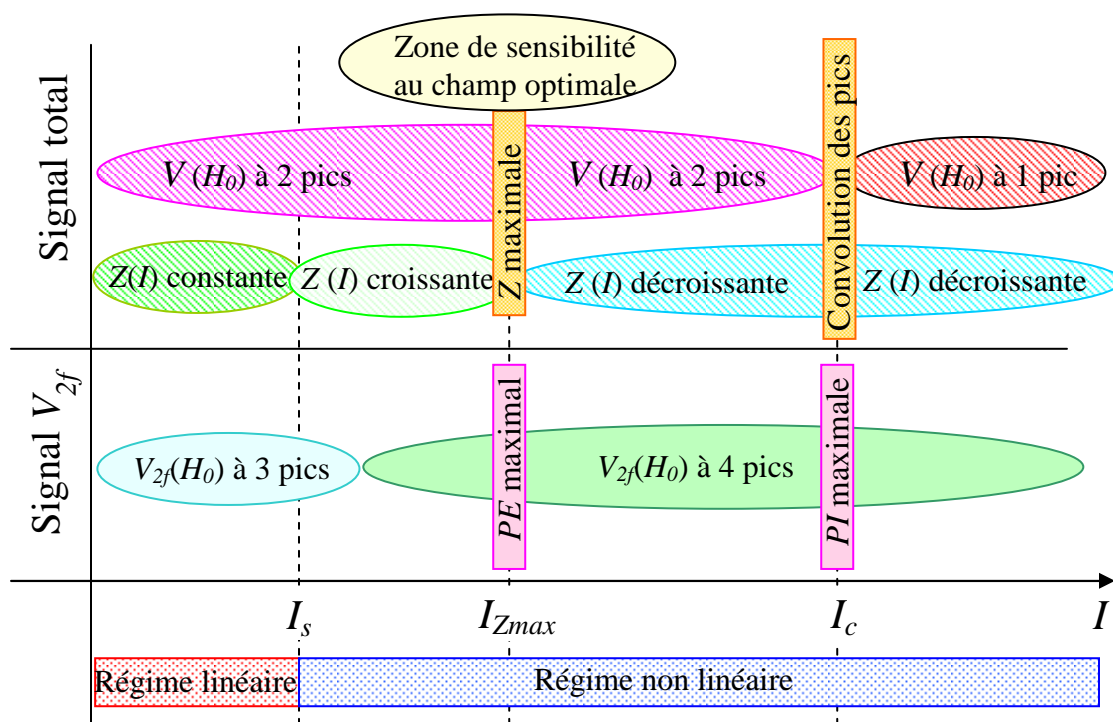 Zone de sensibilité
au champ optimale
Signal total
V (H0) à 2 pics
V (H0) à 2 pics
V (H0) à 1 pic
Z maximale
Convolution des pics
Z(I) constante
Z (I) croissante
Z (I) décroissante
Z (I) décroissante
Signal V2f
V2f(H0) à 3 pics
PE maximal
V2f(H0) à 4 pics
PI maximale
Is
IZmax
Ic
I
Régime linéaire
Régime non linéaire